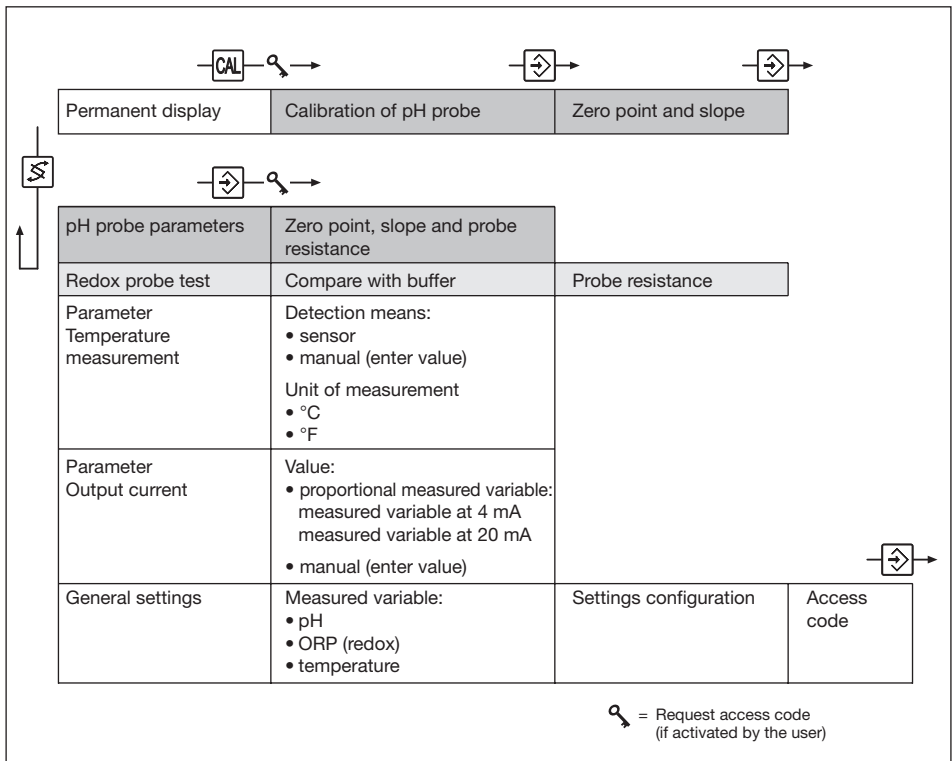 CAL
Permanent display
Calibration of pH probe
Zero point and slope
pH probe parameters
Zero point, slope and probe
resistance
Redox probe test
Compare with buffer
Probe resistance
Parameter
Temperature
measurement
Detection means:
• sensor
• manual (enter value)
Unit of measurement
• °C
• °F
Parameter
Output current
Value:
• proportional measured variable:
measured variable at 4 mA
measured variable at 20 mA
• manual (enter value)
General settings
Measured variable:
• pH
• ORP (redox)
• temperature
Settings configuration
Access
code
= Request access code
(if activated by the user)